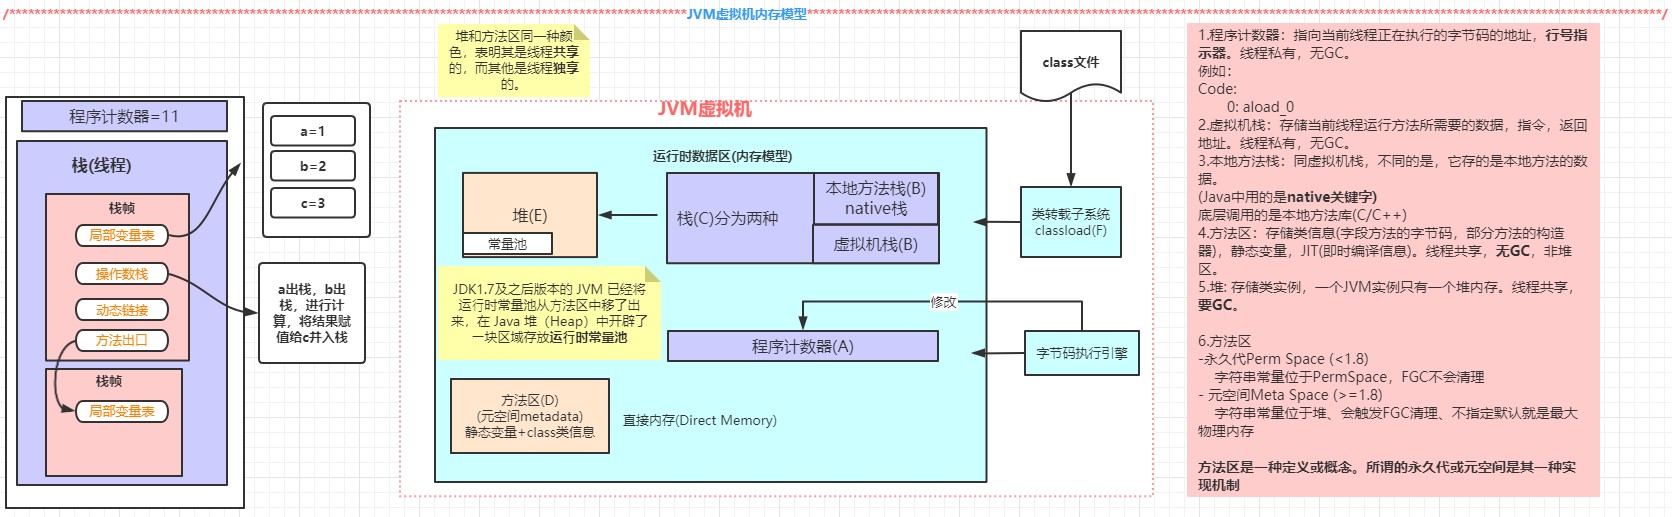 JVM虚拟机内存模型
程序计数器=11
栈(线程)
栈帧
局部变量表
操作数栈
动态链接
方法出口
栈帧
局部变量表
a=1
b=2
c=3
a出栈，b出
栈，进行计
算，将结果赋
值给c并入栈
堆和方法区同一种颜
色，表明其是线程共享
的，而其他是线程独享
的。
JVM虚拟机
运行时数据区(内存模型)
堆(E)
常量池
栈(C)分为两种
本地方法栈(B)
native栈
虚拟机栈(B)
JDK1.7及之后版本的 JVM 已经将
运行时常量池从方法区中移了出
来，在 Java 堆（Heap）中开辟了
一块区域存放运行时常量池
程序计数器(A)
修改
方法区(D)
(元空间metadata)
静态变量+class类信息
直接内存(Direct Memory)
class文件
类转载子系统
classload(F)
字节码执行引擎
1.程序计数器：指向当前线程正在执行的字节码的地址，行号指
示器。线程私有，无GC。
例如：
Code:
0: aload_0
2.虚拟机栈：存储当前线程运行方法所需要的数据，指令，返回
地址。线程私有，无GC。
3.本地方法栈：同虚拟机栈，不同的是，它存的是本地方法的数
据。
(Java中用的是native关键字)
底层调用的是本地方法库(C/C++)
4.方法区：存储类信息(字段方法的字节码，部分方法的构造
器)，静态变量，JIT(即时编译信息)。线程共享，无GC，非堆
区。
5.堆: 存储类实例，一个JVM实例只有一个堆内存。线程共享，
要GC。
6.方法区
-永久代Perm Space (<1.8)
字符串常量位于PermSpace，FGC不会清理
- 元空间Meta Space (>=1.8)
字符串常量位于堆、会触发FGC清理、不指定默认就是最大
物理内存
方法区是一种定义或概念。所谓的永久代或元空间是其一种实
现机制